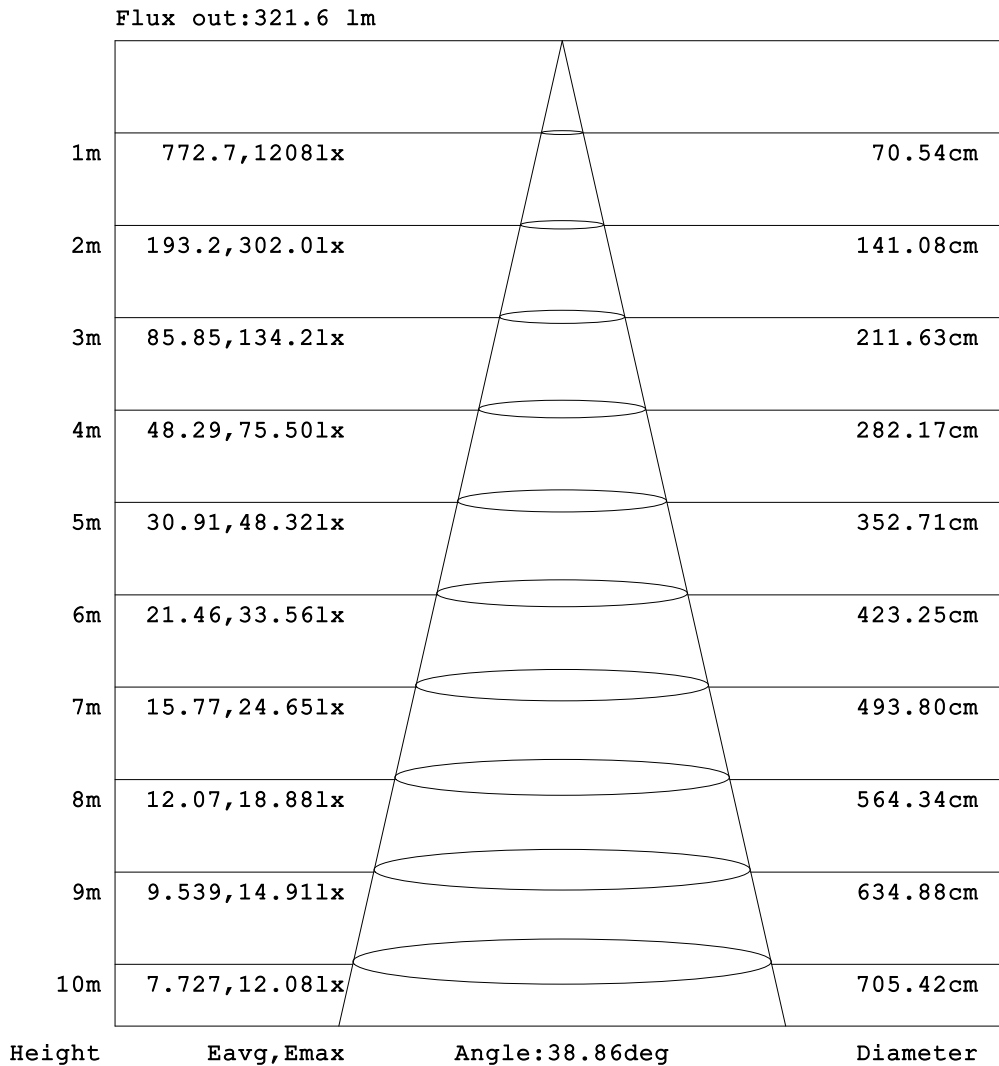 Flux out:321.6 lm
1m 772.7,1208lx 70.54cm
2m 193.2,302.0lx 141.08cm
3m 85.85,134.2lx 211.63cm
4m 48.29,75.50lx 282.17cm
5m 30.91,48.32lx 352.71cm
6m 21.46,33.56lx 423.25cm
7m 15.77,24.65lx 493.80cm
8m 12.07,18.88lx 564.34cm
9m 9.539,14.91lx 634.88cm
10m 7.727,12.08lx 705.42cm
Height Eavg,Emax Angle:38.86deg Diameter